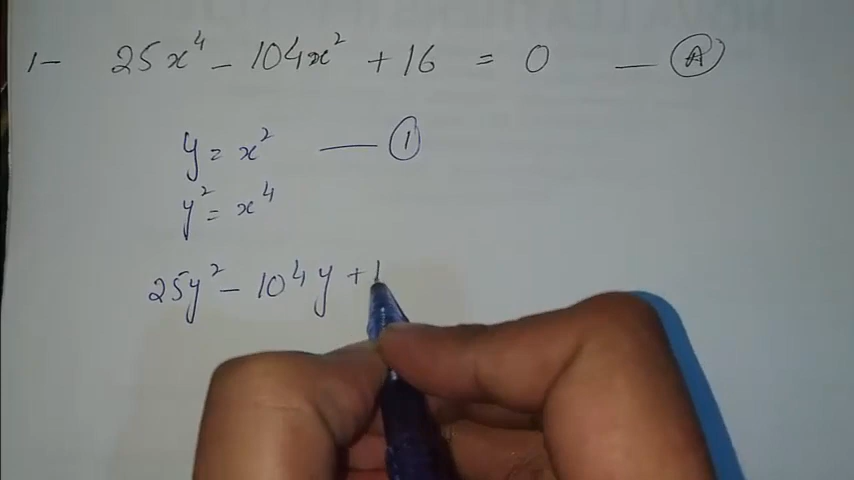 1- 25x⁴ - 104x² + 16 = 0 — Ⓐ
y = x² — ①
y² = x⁴
25y² - 104y + 1